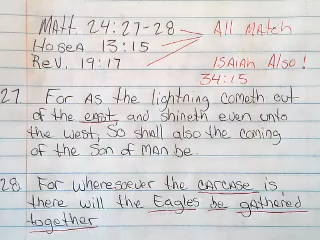 Matt. 24:27-28
All Match
Hosea 13:15
Rev. 19:17
Isaiah Also!
34:15
27 For as the lightning cometh out
of the east, and shineth even unto
the west, So shall also the coming
of the Son of Man be.
28 For wheresoever the carcase is,
there will the Eagles be gathered
together